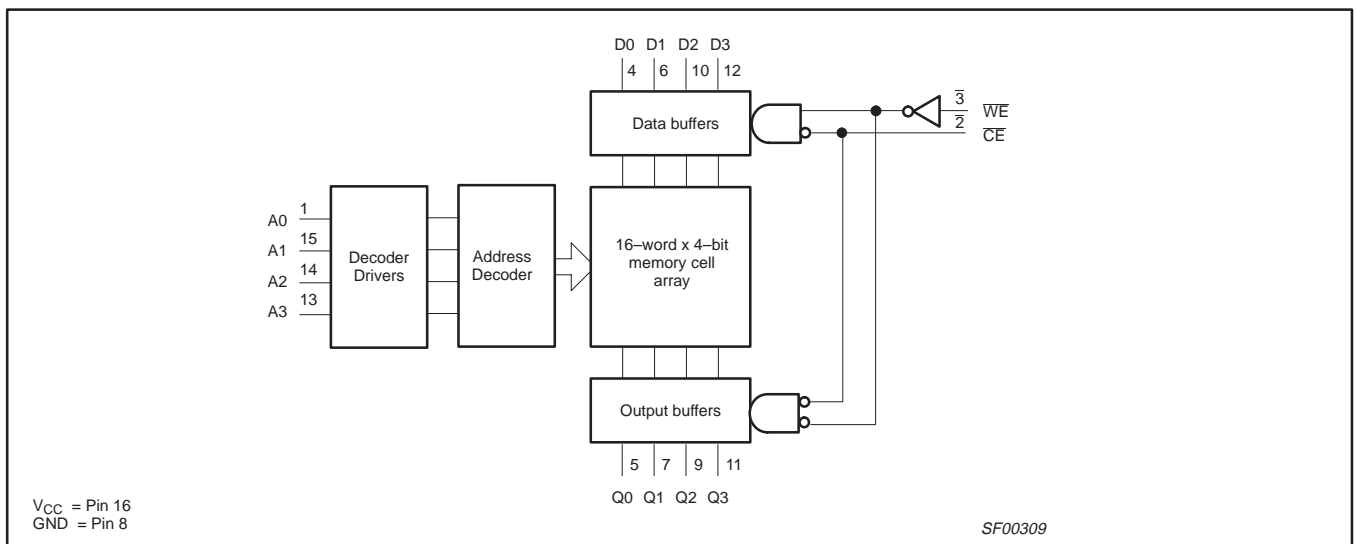 D0 D1 D2 D3
4 6 10 12
Data buffers
3 WE
2 CE
A0 1
A1 15
A2 14
A3 13
Decoder
Drivers
Address
Decoder
16–word x 4–bit
memory cell
array
Output buffers
5 7 9 11
Q0 Q1 Q2 Q3
VCC = Pin 16
GND = Pin 8
SF00309